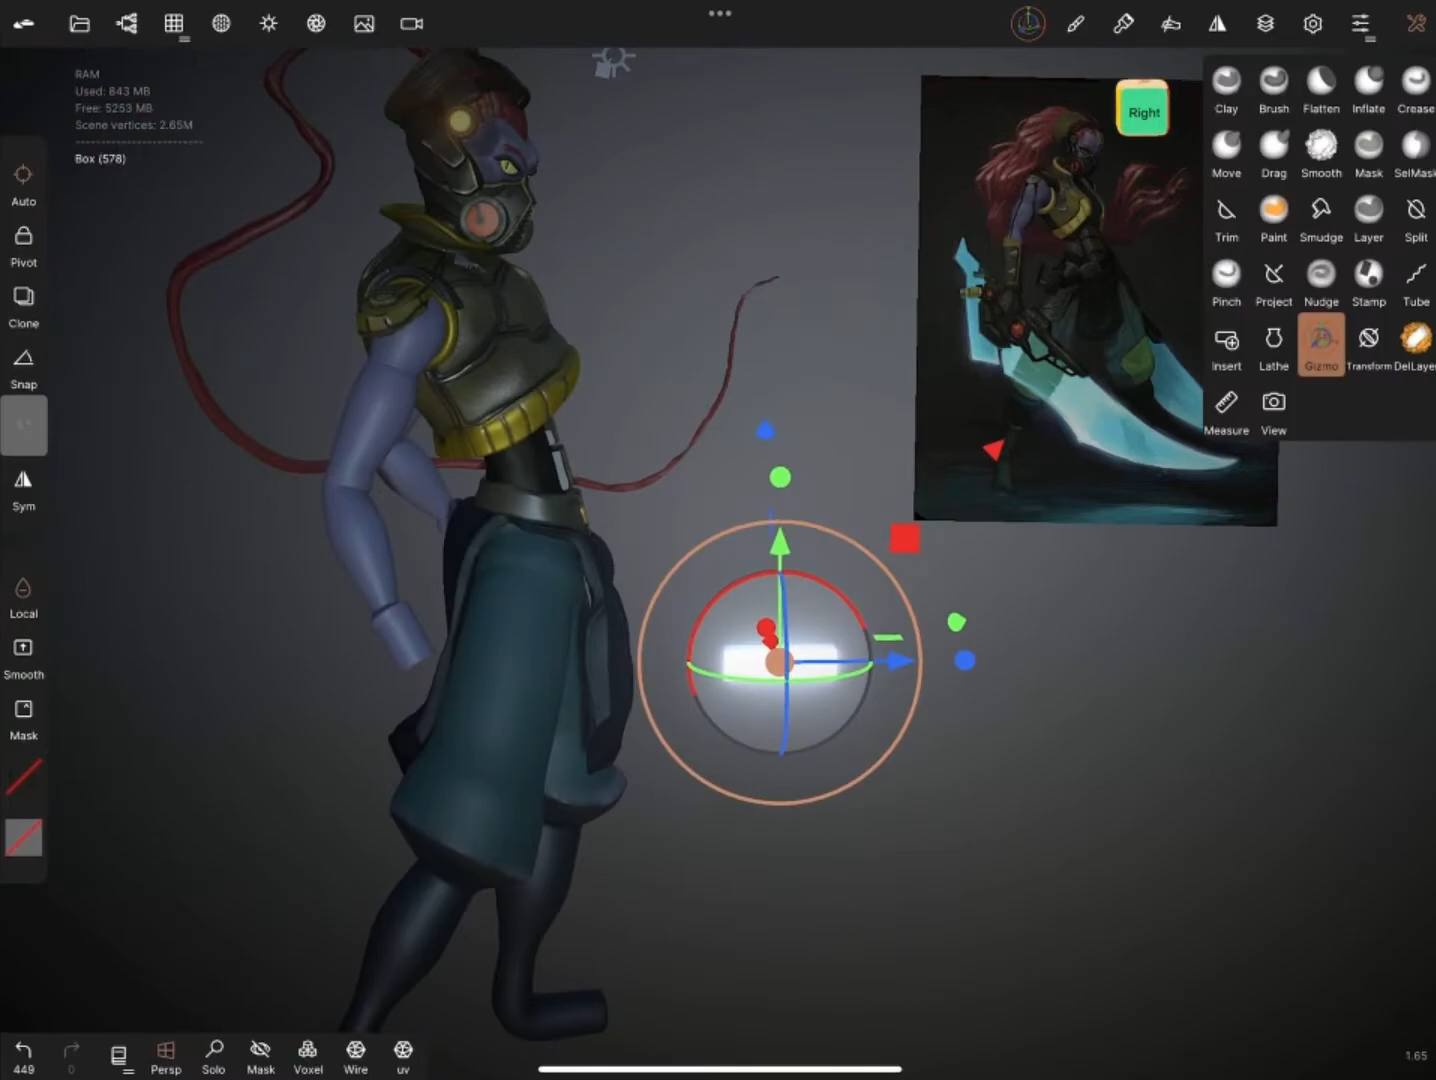 RAM
Used: 843 MB
Free: 5253 MB
Scene vertices: 2.65M
Box (578)
Right
Clay Brush Flatten Inflate Crease
Move Drag Smooth Mask SelMask
Trim Paint Smudge Layer Split
Pinch Project Nudge Stamp Tube
Insert Lathe Gizmo Transform DelLaye
Measure View
Auto
Pivot
Clone
Snap
Sym
Local
Smooth
Mask
449 0 Persp Solo Mask Voxel Wire uv
1.65